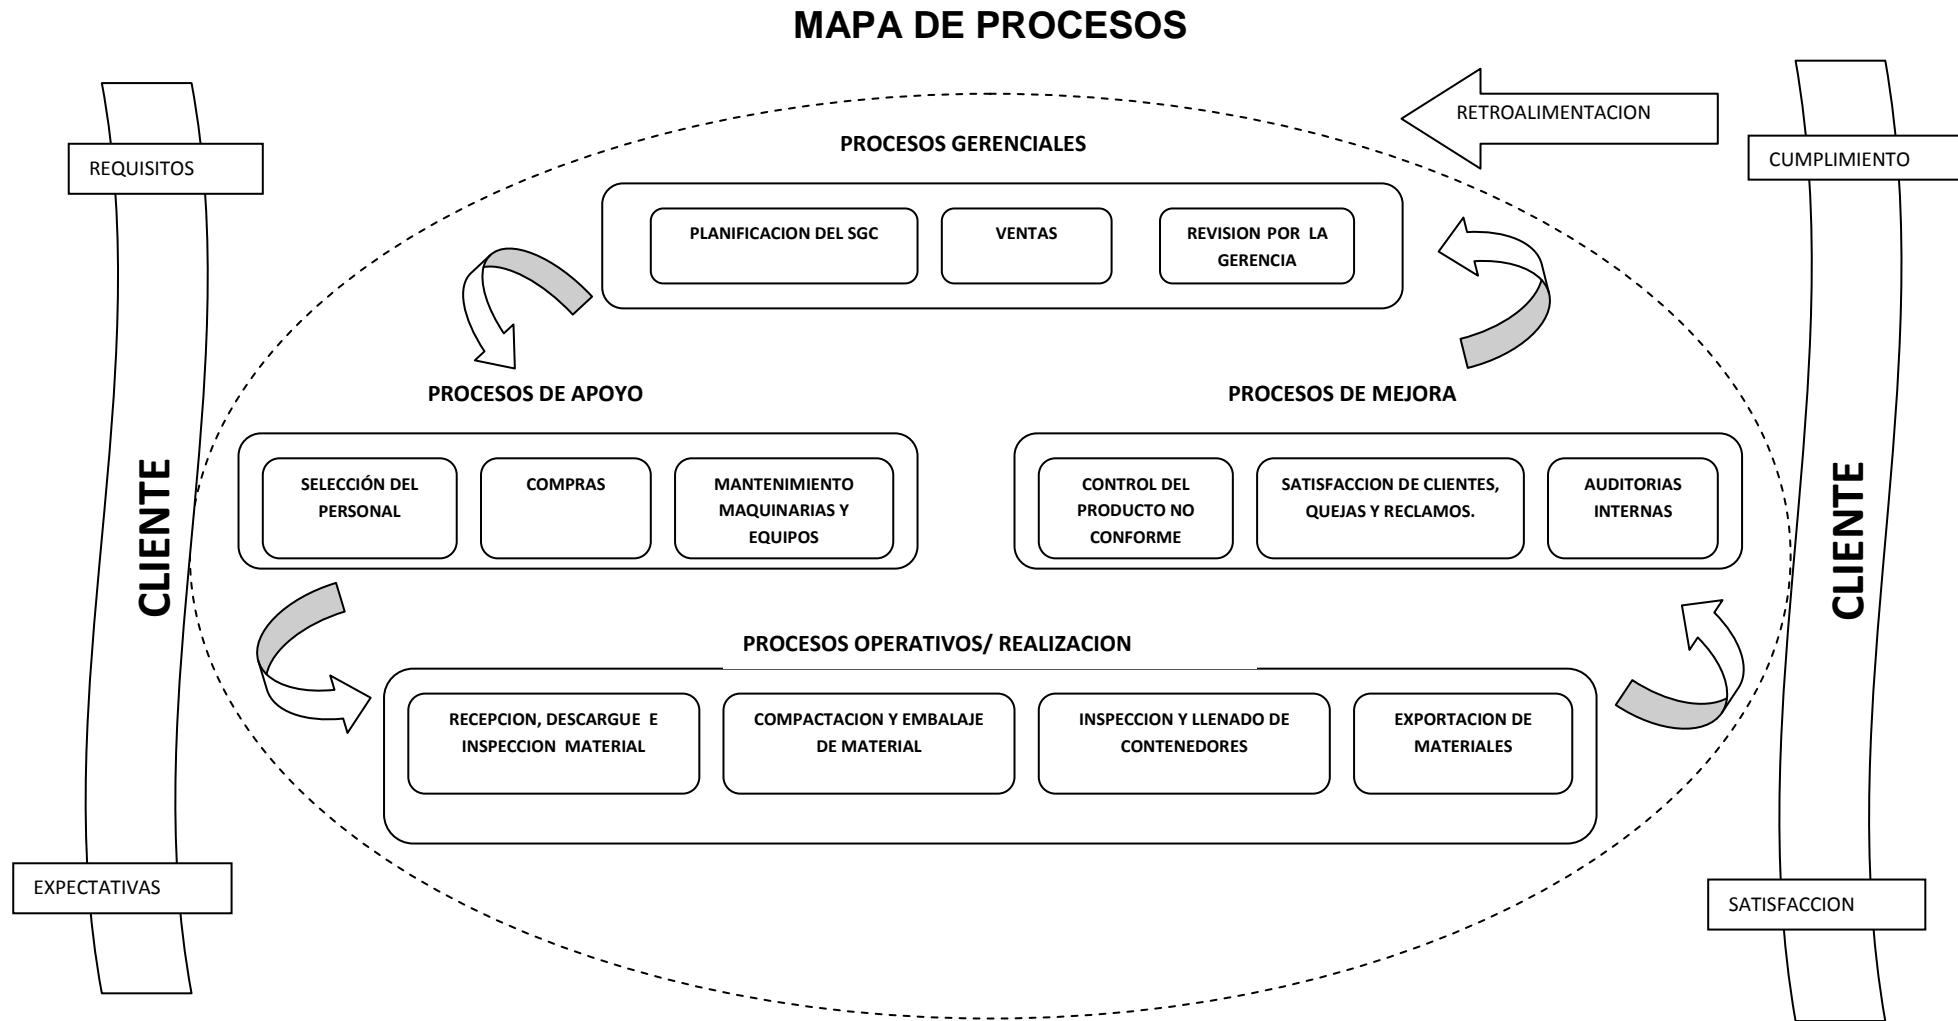 MAPA DE PROCESOS
RETROALIMENTACION
REQUISITOS
CUMPLIMIENTO
PROCESOS GERENCIALES
PLANIFICACION DEL SGC
VENTAS
REVISION POR LA
GERENCIA
PROCESOS DE APOYO
SELECCIÓN DEL
PERSONAL
COMPRAS
MANTENIMIENTO
MAQUINARIAS Y
EQUIPOS
PROCESOS DE MEJORA
CONTROL DEL
PRODUCTO NO
CONFORME
SATISFACCION DE CLIENTES,
QUEJAS Y RECLAMOS.
AUDITORIAS
INTERNAS
CLIENTE
CLIENTE
PROCESOS OPERATIVOS/ REALIZACION
RECEPCION, DESCARGUE E
INSPECCION MATERIAL
COMPACTACION Y EMBALAJE
DE MATERIAL
INSPECCION Y LLENADO DE
CONTENEDORES
EXPORTACION DE
MATERIALES
EXPECTATIVAS
SATISFACCION